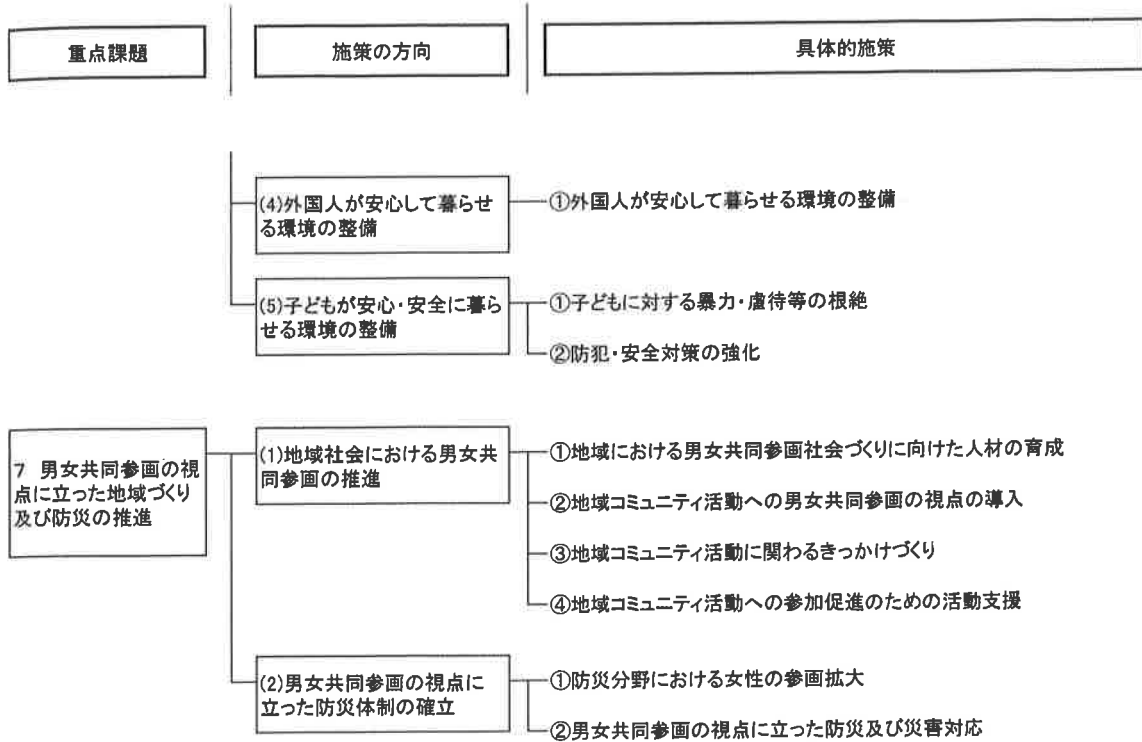 重点課題
施策の方向
具体的施策
(4)外国人が安心して暮らせ
る環境の整備
①外国人が安心して暮らせる環境の整備
(5)子どもが安心・安全に暮ら
せる環境の整備
①子どもに対する暴力・虐待等の根絶
②防犯・安全対策の強化
7 男女共同参画の視
点に立った地域づくり
及び防災の推進
(1)地域社会における男女共
同参画の推進
①地域における男女共同参画社会づくりに向けた人材の育成
②地域コミュニティ活動への男女共同参画の視点の導入
③地域コミュニティ活動に関わるきっかけづくり
④地域コミュニティ活動への参加促進のための活動支援
(2)男女共同参画の視点に
立った防災体制の確立
①防災分野における女性の参画拡大
②男女共同参画の視点に立った防災及び災害対応